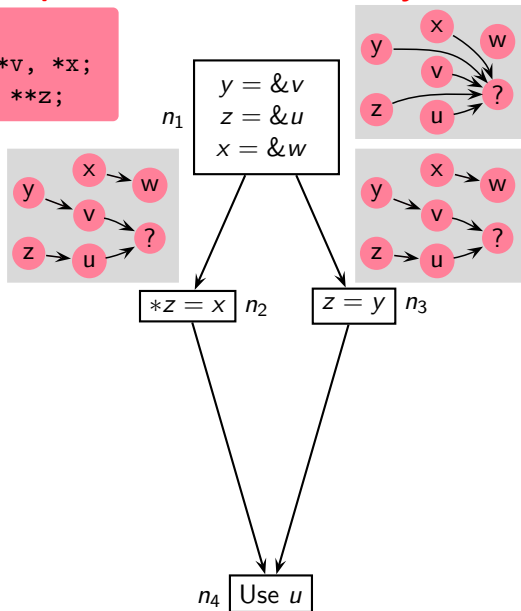 *v, *x;
**z;
x
w
y
v
?
z
u
n1
y = &v
z = &u
x = &w
x
w
y
v
?
z
u
x
w
y
v
?
z
u
*z = x n2
z = y n3
n4 Use u